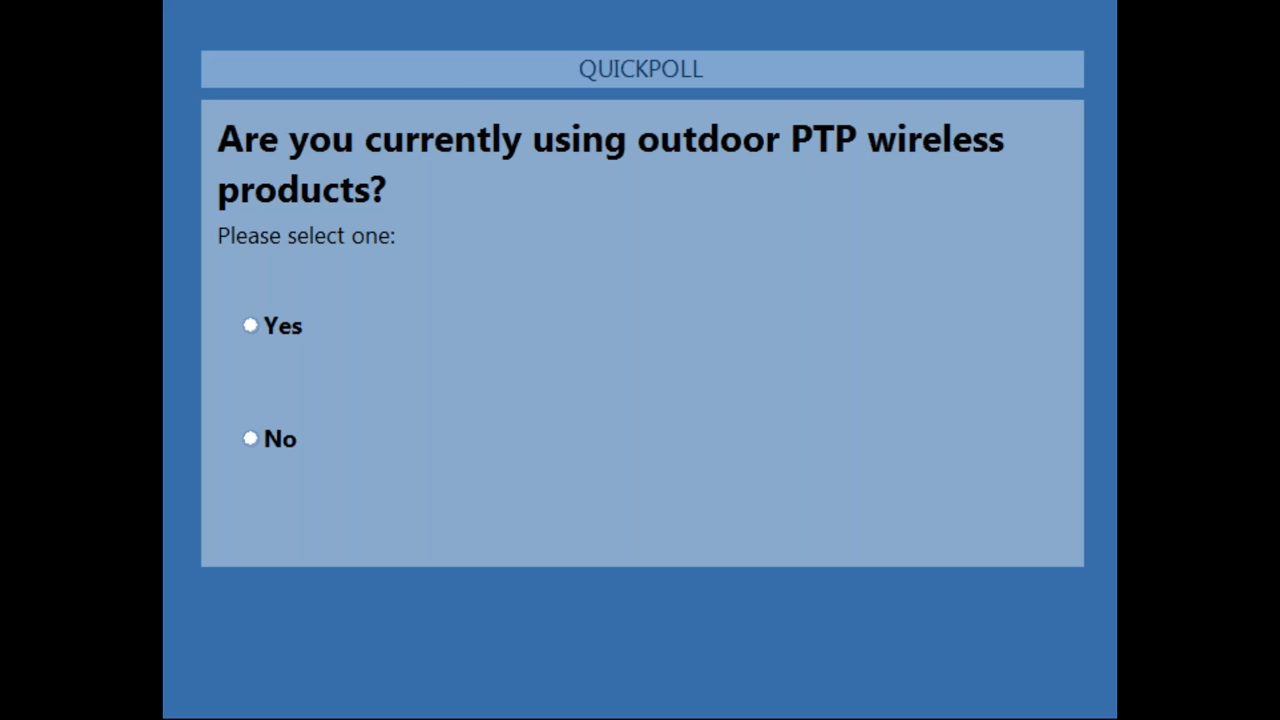 QUICKPOLL
Are you currently using outdoor PTP wireless
products?
Please select one:
Yes
No